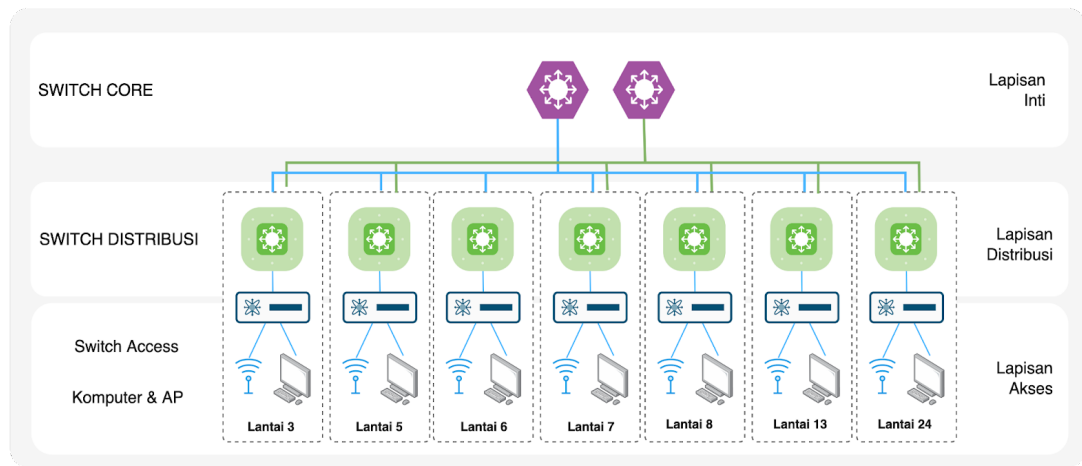 SWITCH CORE
Lapisan
Inti
SWITCH DISTRIBUSI
Lapisan
Distribusi
Switch Access
Komputer & AP
Lapisan
Akses
Lantai 3
Lantai 5
Lantai 6
Lantai 7
Lantai 8
Lantai 13
Lantai 24